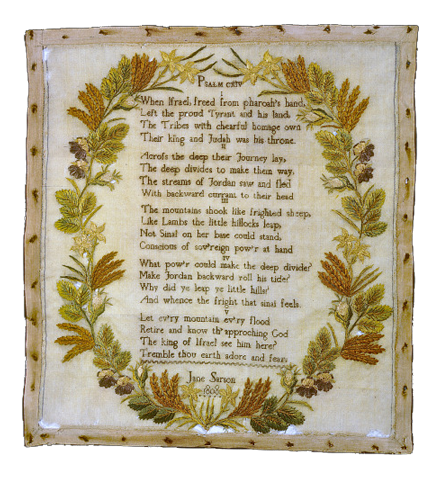 PSALM CXIV
I
When Israel, freed from pharoah's hand,
Left the proud Tyrant and his land,
The Tribes with chearful homage own
Their king and Judah was his throne.
II
Across the deep their Journey lay,
The deep divides to make them way.
The streams of Jordan saw and fled
With backward currant to their head
III
The mountains shook like frighted sheep,
Like Lambs the little hillocks leap,
Not Sinai on her base could stand,
Conscious of sov'reign pow'r at hand
IV
What pow'r could make the deep divide?
Make Jordan backward roll his tide?
Why did ye leap ye little hills?
And whence the fright that sinai feels.
V
Let ev'ry mountain ev'ry flood
Retire and know th'approching God
The king of Israel see him here?
Tremble thou earth adore and fear.
Jane Sarson
1808